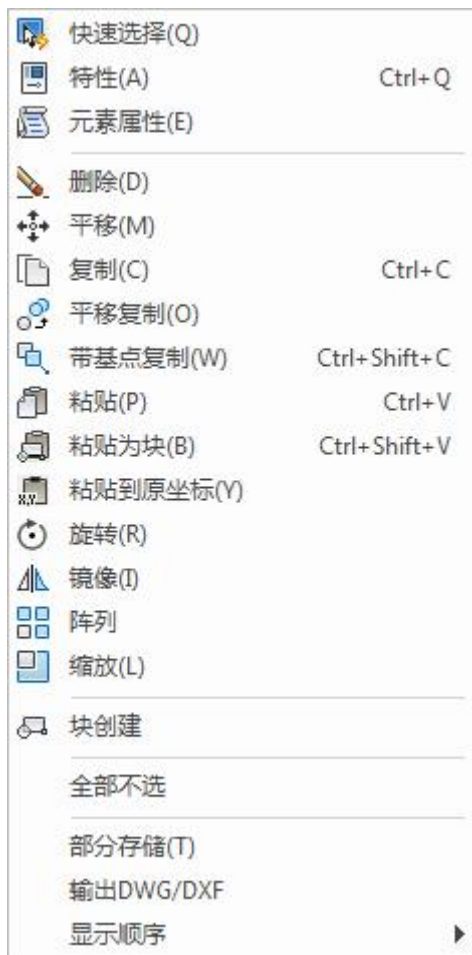 快速选择(Q)
特性(A) Ctrl+Q
元素属性(E)
删除(D)
平移(M)
复制(C) Ctrl+C
平移复制(O)
带基点复制(W) Ctrl+Shift+C
粘贴(P) Ctrl+V
粘贴为块(B) Ctrl+Shift+V
粘贴到原坐标(Y)
旋转(R)
镜像(I)
阵列
缩放(L)
块创建
全部不选
部分存储(T)
输出DWG/DXF
显示顺序